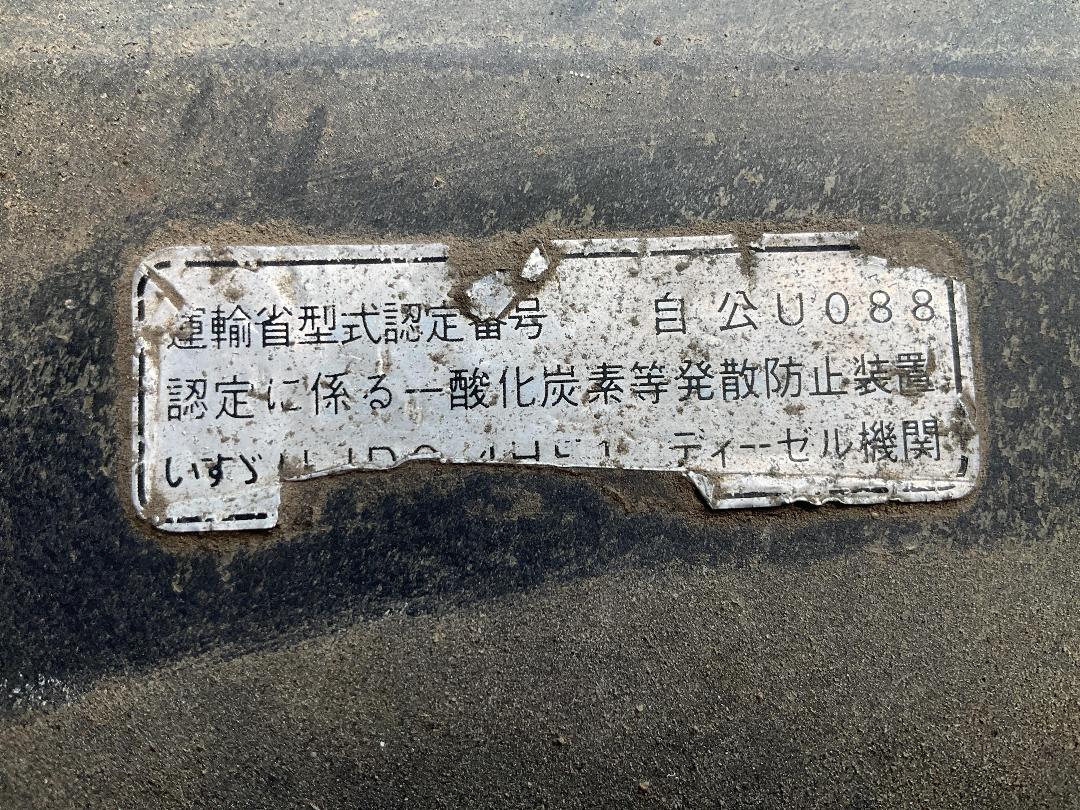 運輸省型式認定番号 自公U088
認定に係る一酸化炭素等発散防止装置
いすゞ ディーゼル機関